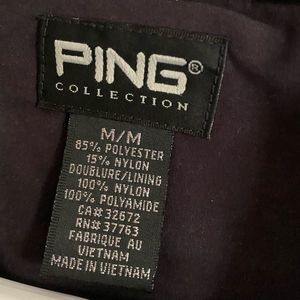 PING®
COLLECTION
M/M
85% POLYESTER
15% NYLON
DOUBLURE/LINING
100% NYLON
100% POLYAMIDE
CA# 32672
RN# 37763
FABRIQUE AU
VIETNAM
MADE IN VIETNAM